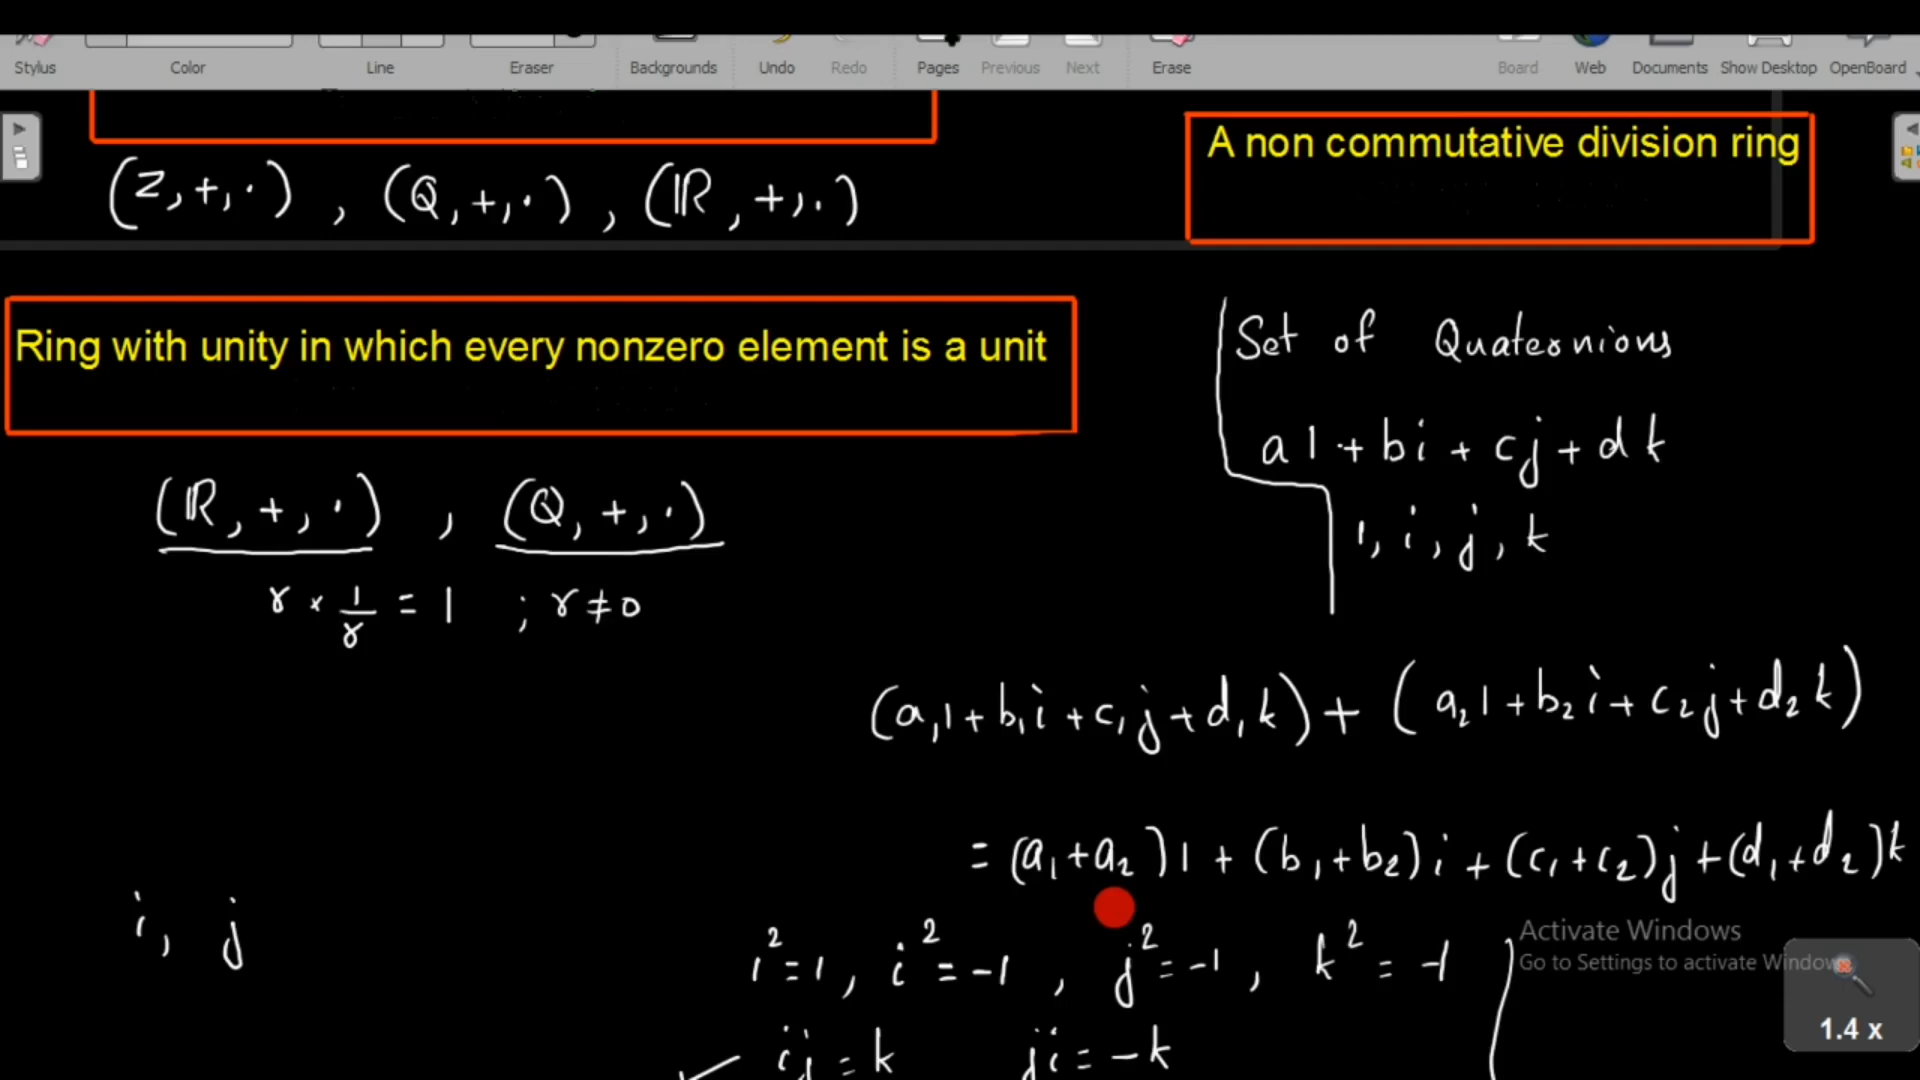 Stylus Color Line Eraser Backgrounds Undo Redo Pages Previous Next Erase Board Web Documents Show Desktop OpenBoard
A non commutative division ring
(Z, +, ·) , (Q, +, ·) , (ℝ, +, ·)
Ring with unity in which every nonzero element is a unit
Set of Quaternions
a1 + bi + cj + dk
1, i, j, k
(ℝ, +, ·) , (Q, +, ·)
r × 1/r = 1 ; r ≠ 0
(a₁1 + b₁i + c₁j + d₁k) + (a₂1 + b₂i + c₂j + d₂k)
= (a₁+a₂)1 + (b₁+b₂)i + (c₁+c₂)j + (d₁+d₂)k
i, j
1² = 1, i² = -1, j² = -1, k² = -1
ij = k ji = -k
Activate Windows
Go to Settings to activate Windows
1.4 x